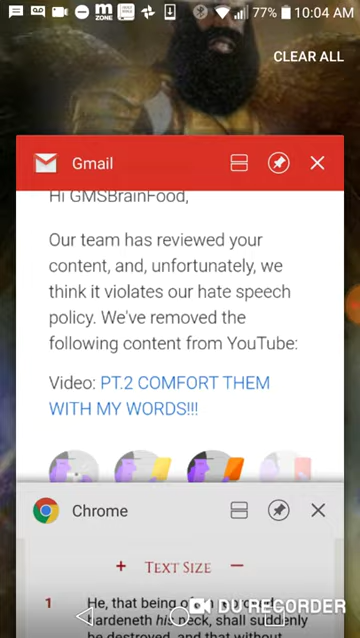 m
ZONE
77% 10:04 AM
CLEAR ALL
Gmail
Hi GMSBrainFood,
Our team has reviewed your
content, and, unfortunately, we
think it violates our hate speech
policy. We've removed the
following content from YouTube:
Video: PT.2 COMFORT THEM
WITH MY WORDS!!!
Chrome
+ TEXT SIZE –
1 He, that being often reproved
hardeneth his neck, shall suddenly
be destroyed, and that without
DU RECORDER